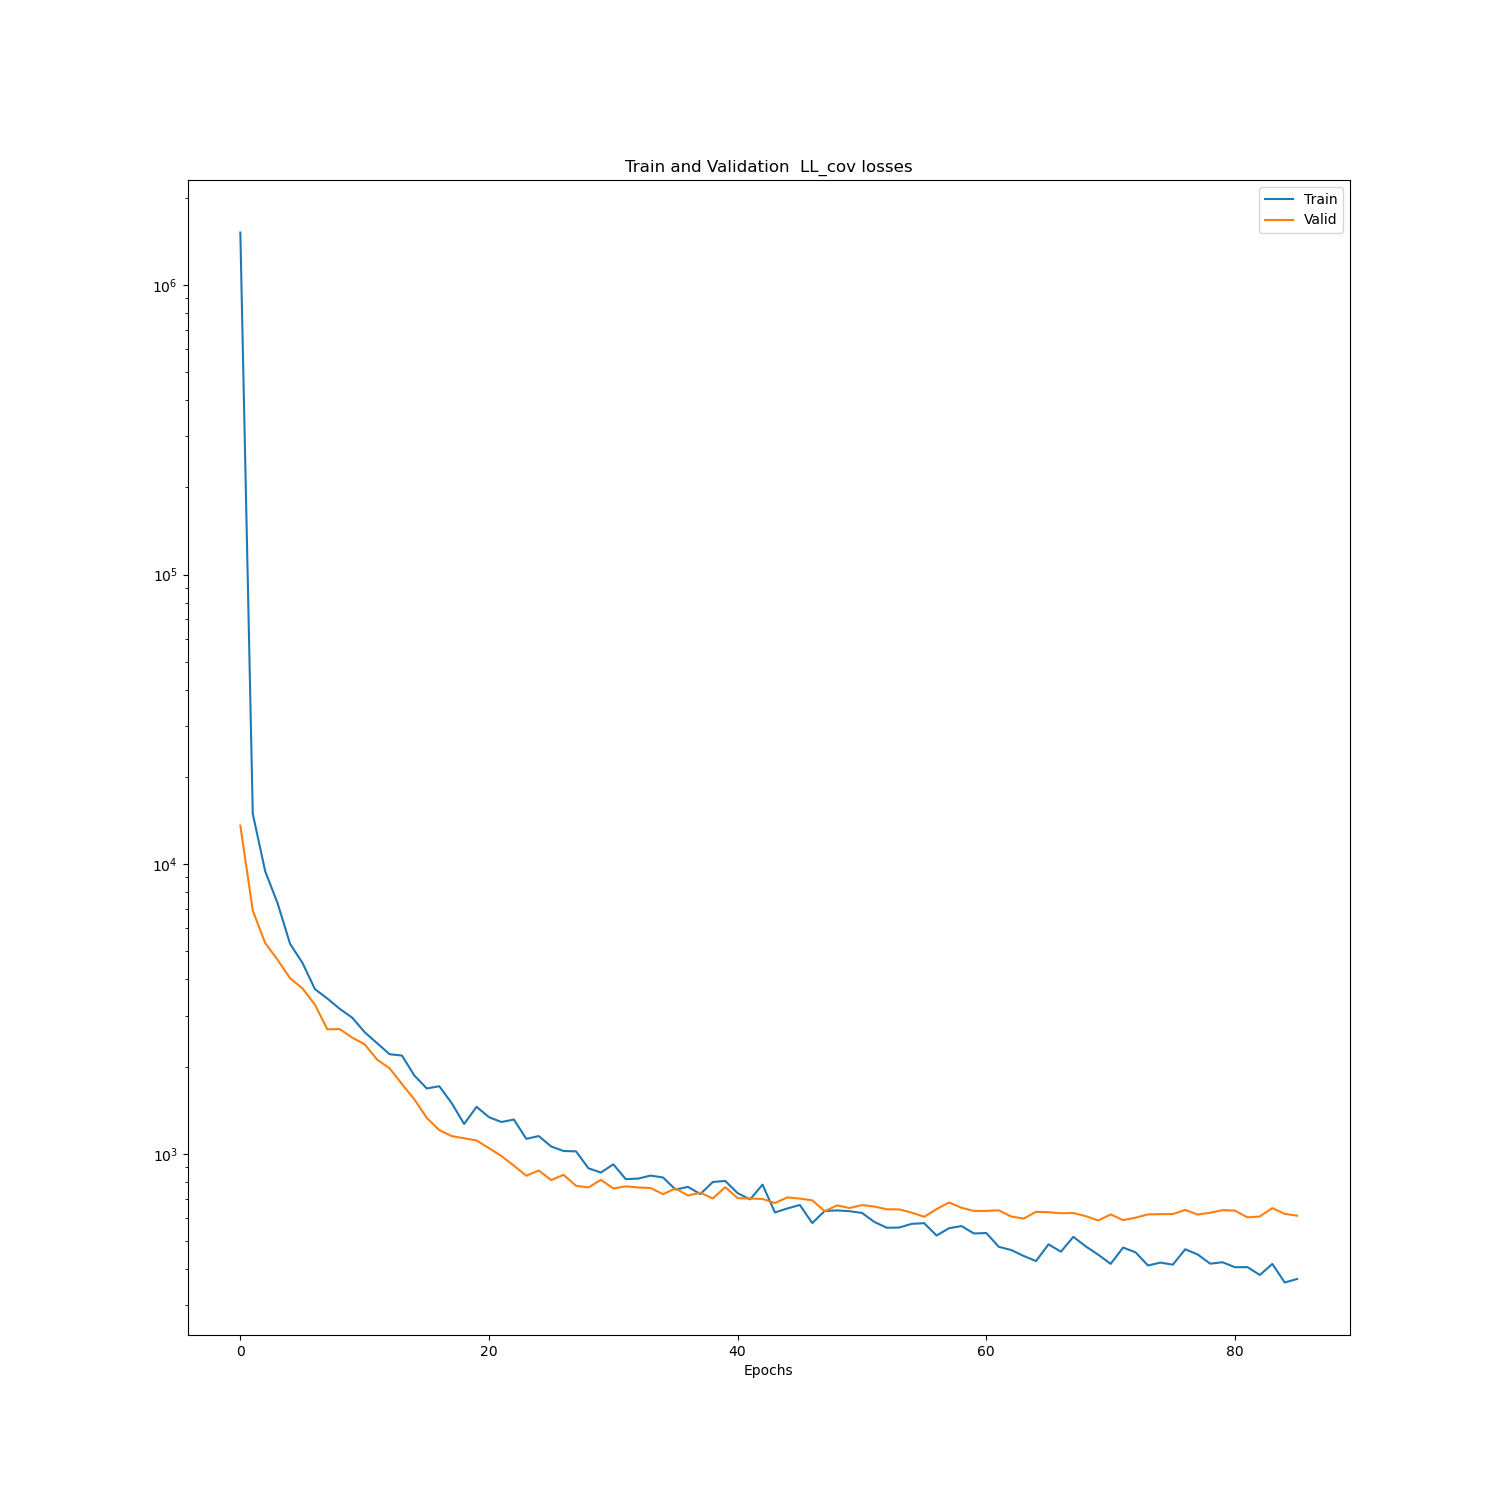 Train and Validation  LL_cov losses
Train
Valid
10⁶
10⁵
10⁴
10³
0 20 40 60 80
Epochs